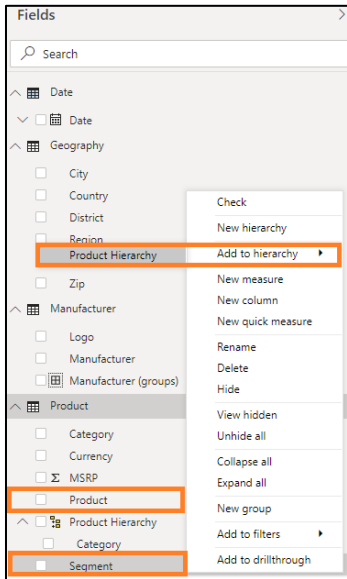 Fields
Search
Date
Date
Geography
City
Country
District
Region
Product Hierarchy
Zip
Manufacturer
Logo
Manufacturer
Manufacturer (groups)
Product
Category
Currency
Σ MSRP
Product
Product Hierarchy
Category
Segment
Check
New hierarchy
Add to hierarchy
New measure
New column
New quick measure
Rename
Delete
Hide
View hidden
Unhide all
Collapse all
Expand all
New group
Add to filters
Add to drillthrough